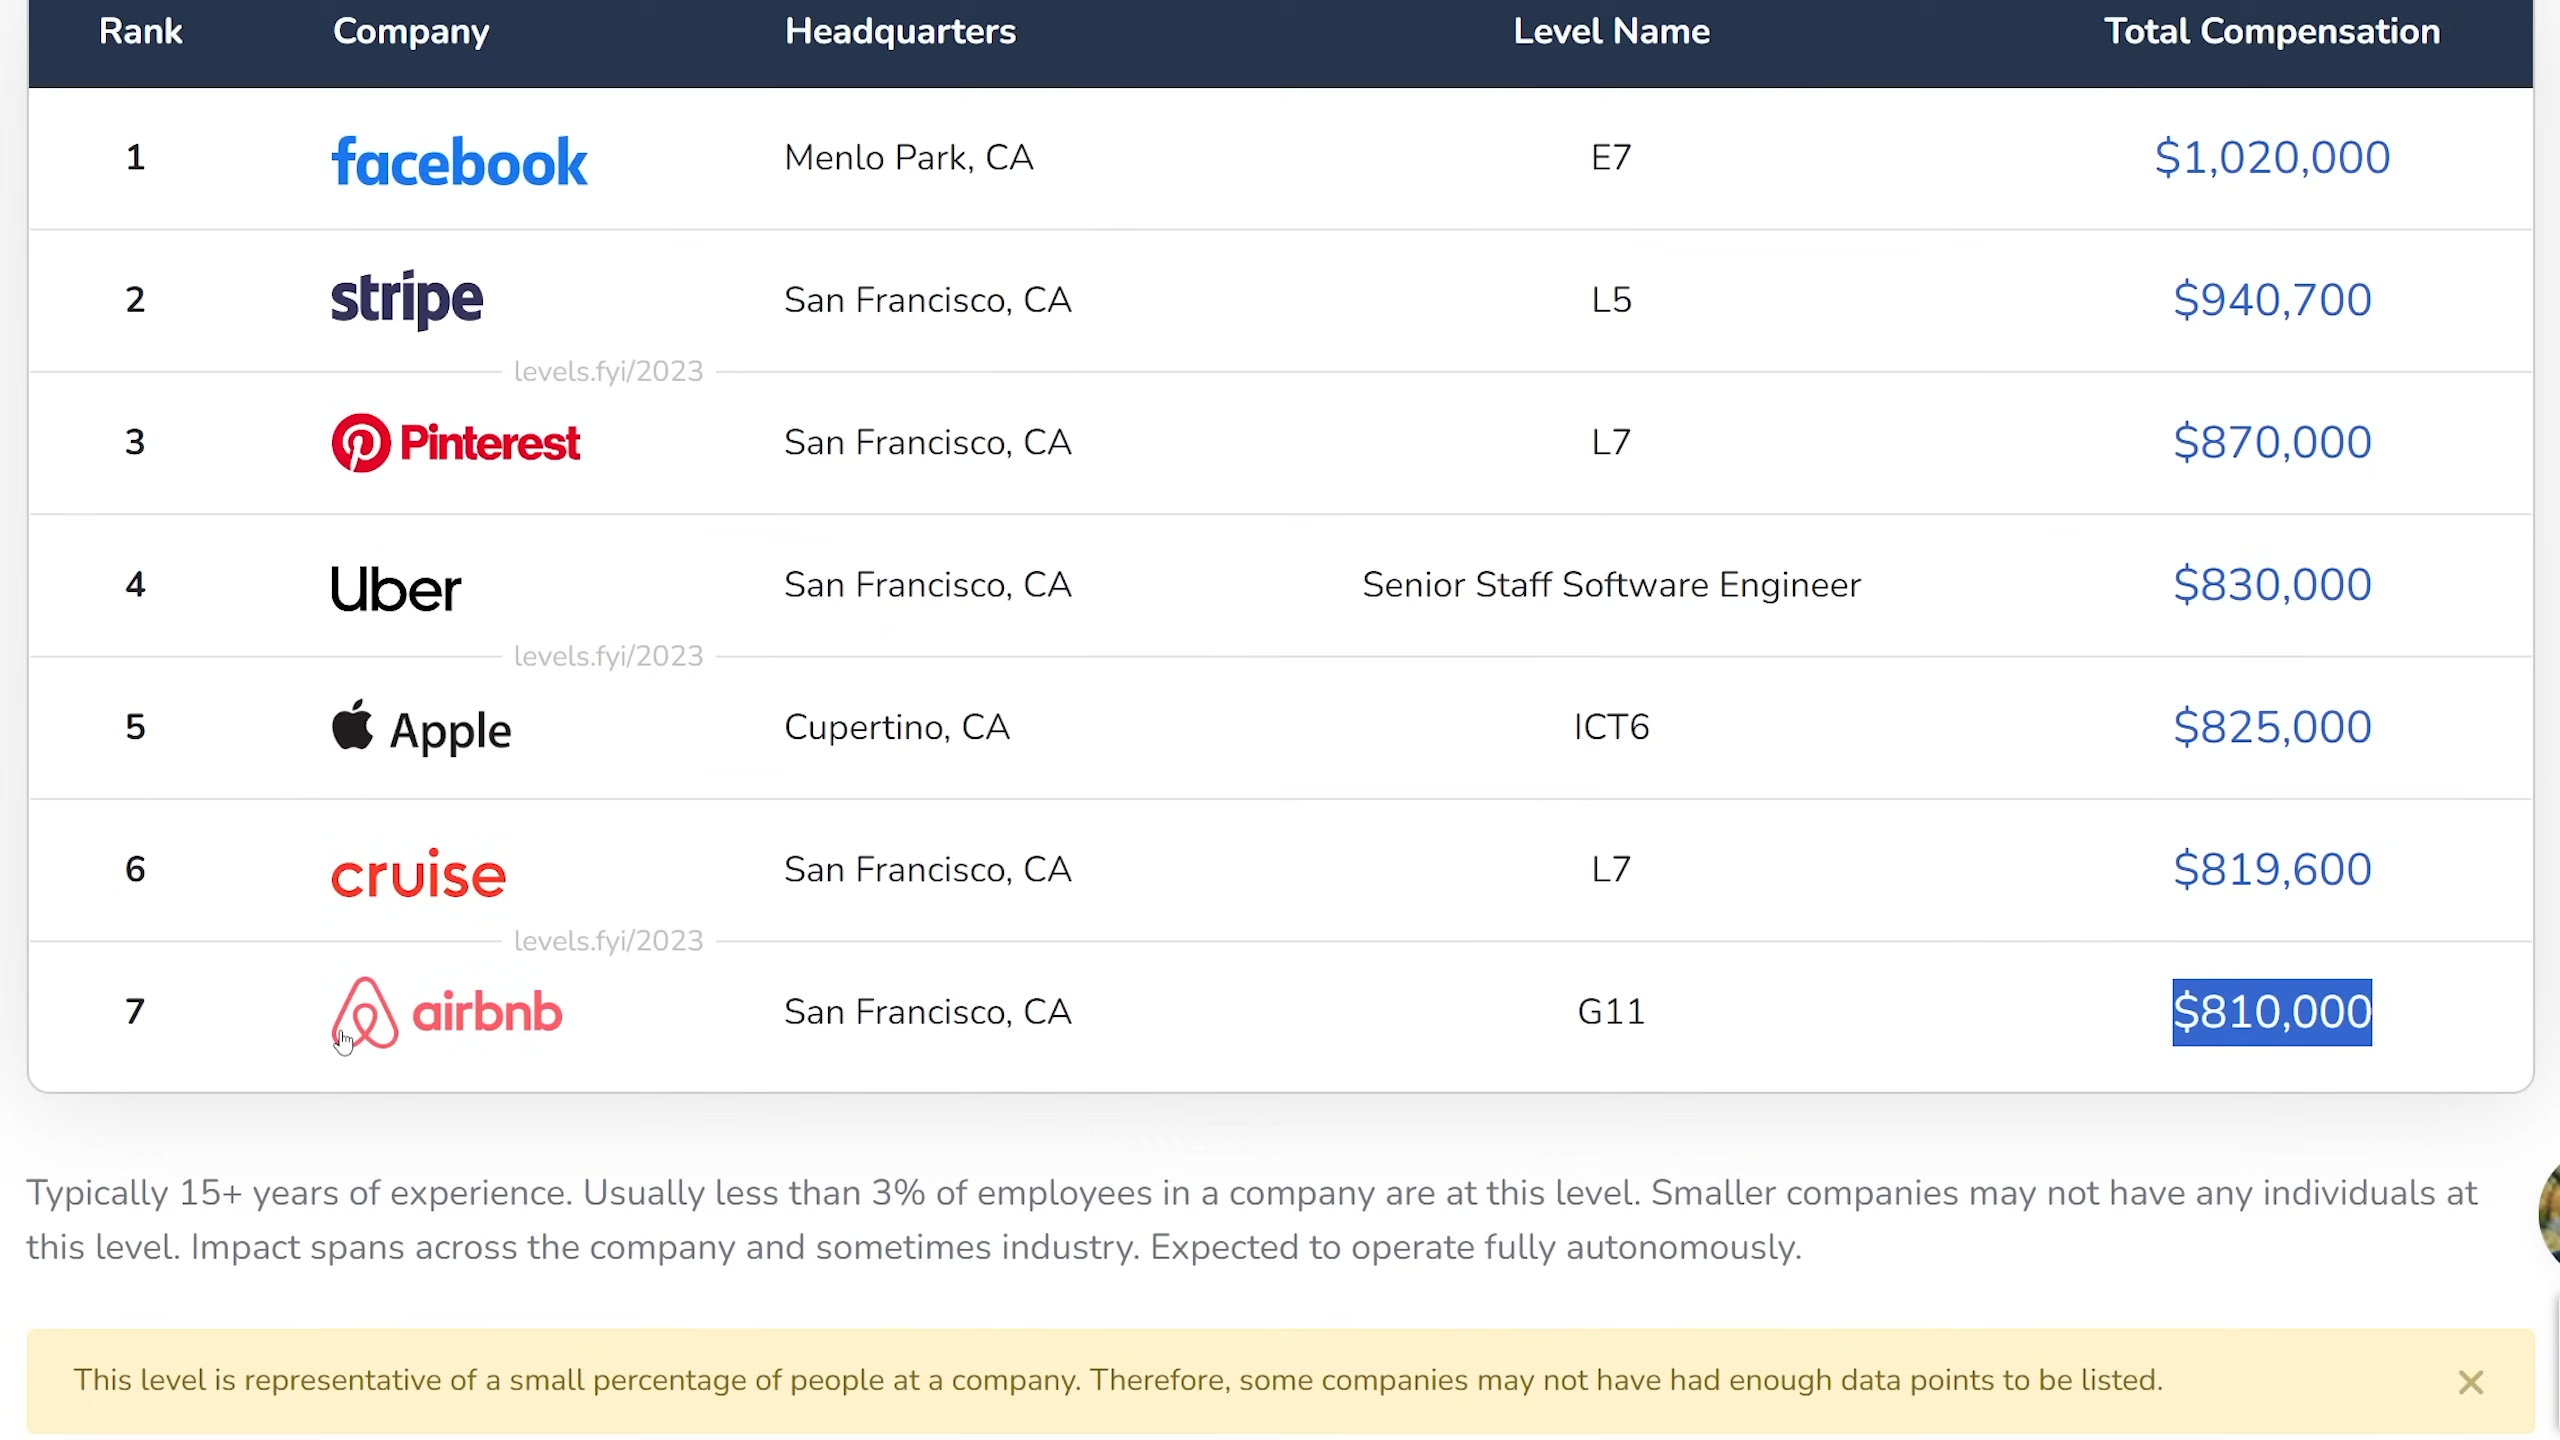 Rank Company Headquarters Level Name Total Compensation
1 facebook Menlo Park, CA E7 $1,020,000
2 stripe San Francisco, CA L5 $940,700
levels.fyi/2023
3 Pinterest San Francisco, CA L7 $870,000
4 Uber San Francisco, CA Senior Staff Software Engineer $830,000
levels.fyi/2023
5 Apple Cupertino, CA ICT6 $825,000
6 cruise San Francisco, CA L7 $819,600
levels.fyi/2023
7 airbnb San Francisco, CA G11 $810,000
Typically 15+ years of experience. Usually less than 3% of employees in a company are at this level. Smaller companies may not have any individuals at
this level. Impact spans across the company and sometimes industry. Expected to operate fully autonomously.
This level is representative of a small percentage of people at a company. Therefore, some companies may not have had enough data points to be listed.